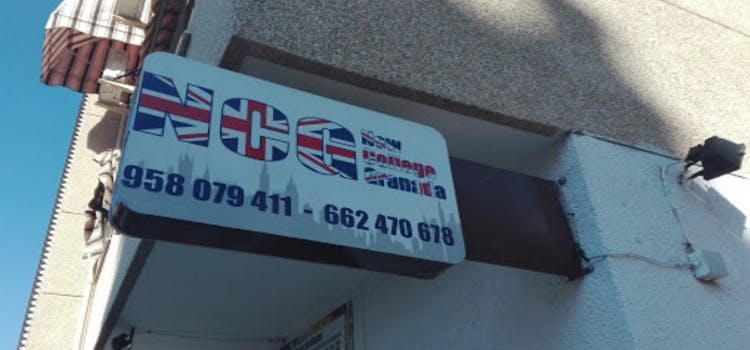 NCG
New
College
Granada
958 079 411 - 662 470 678